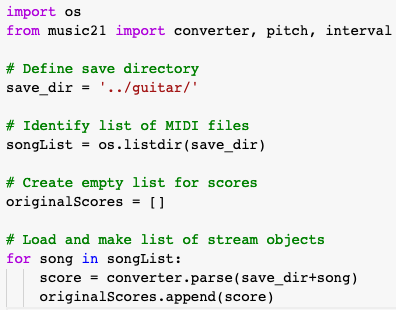 import os
from music21 import converter, pitch, interval
# Define save directory
save_dir = '../guitar/'
# Identify list of MIDI files
songList = os.listdir(save_dir)
# Create empty list for scores
originalScores = []
# Load and make list of stream objects
for song in songList:
    score = converter.parse(save_dir+song)
    originalScores.append(score)